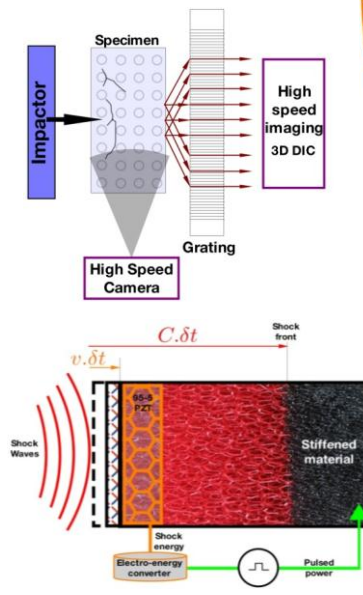 Specimen
Impactor
High
speed
imaging
3D DIC
Grating
High Speed
Camera
C.δt
Shock
front
v.δt
95-5
PZT
Shock
Waves
Stiffened
material
Shock
energy
Electro-energy
converter
Pulsed
power